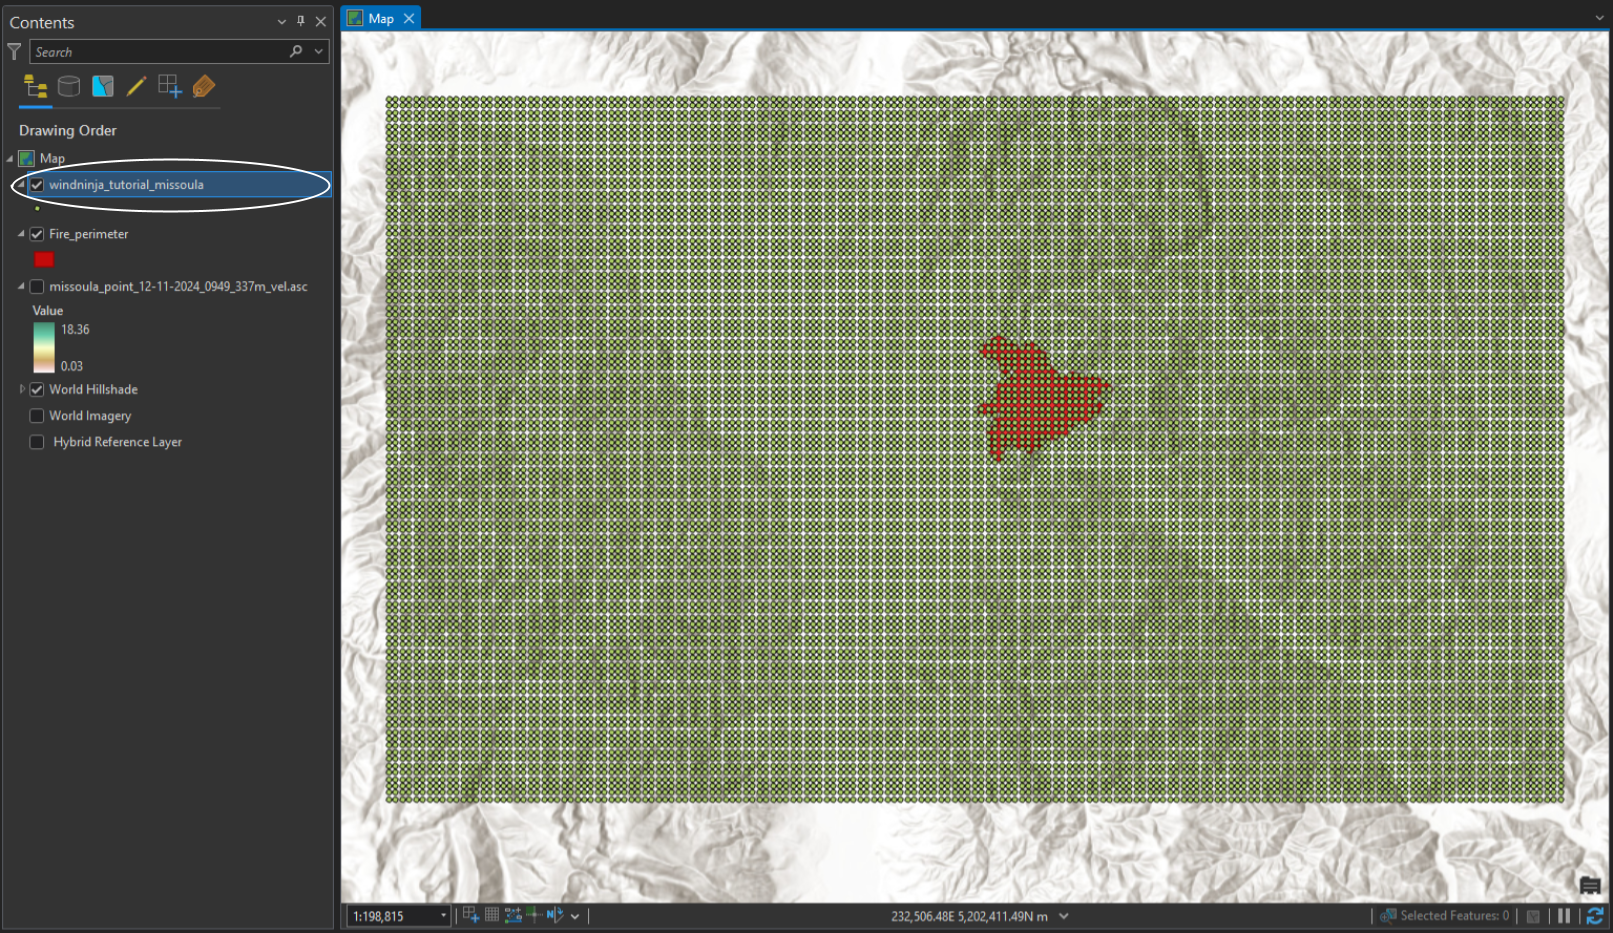 Contents
Search
Drawing Order
Map
windninja_tutorial_missoula
Fire_perimeter
missoula_point_12-11-2024_0949_337m_vel.asc
Value
18.36
0.03
World Hillshade
World Imagery
Hybrid Reference Layer
Map
1:198,815
232,506.48E 5,202,411.49N m
Selected Features: 0